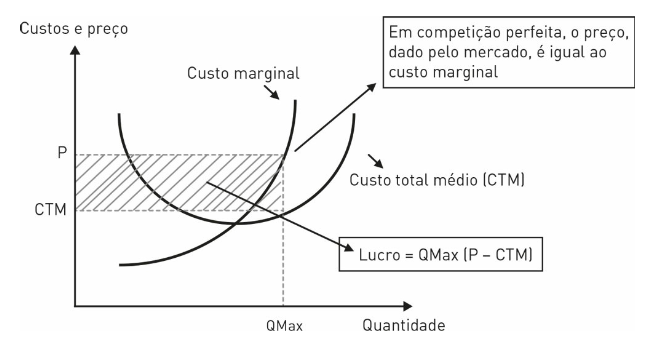 Custos e preço
Em competição perfeita, o preço,
dado pelo mercado, é igual ao
custo marginal
Custo marginal
P
Custo total médio (CTM)
CTM
Lucro = QMax (P – CTM)
QMax
Quantidade